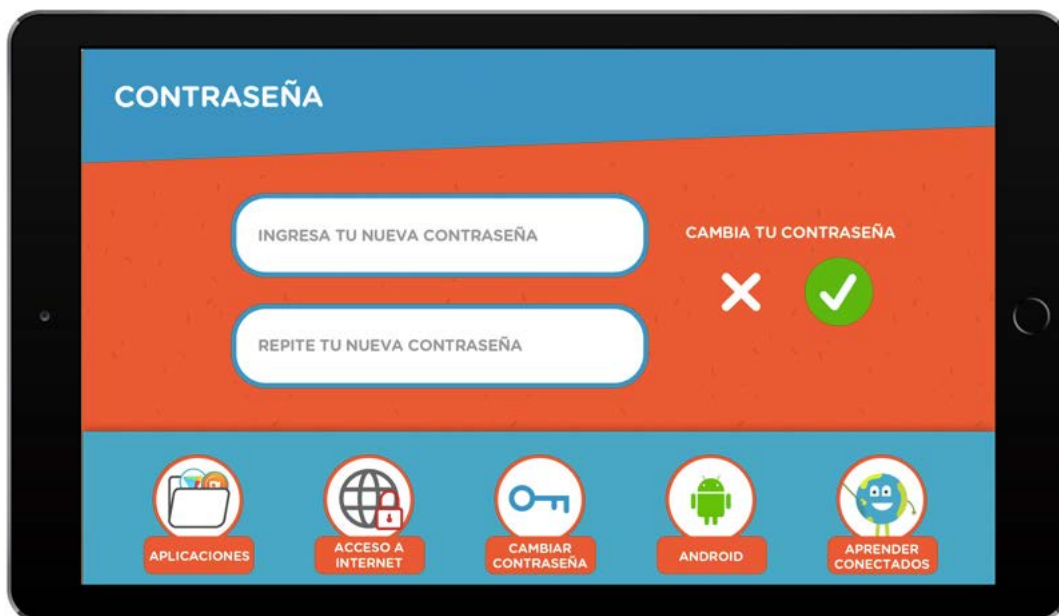 CONTRASEÑA
INGRESA TU NUEVA CONTRASEÑA
REPITE TU NUEVA CONTRASEÑA
CAMBIA TU CONTRASEÑA
APLICACIONES
ACCESO A
INTERNET
CAMBIAR
CONTRASEÑA
ANDROID
APRENDER
CONECTADOS